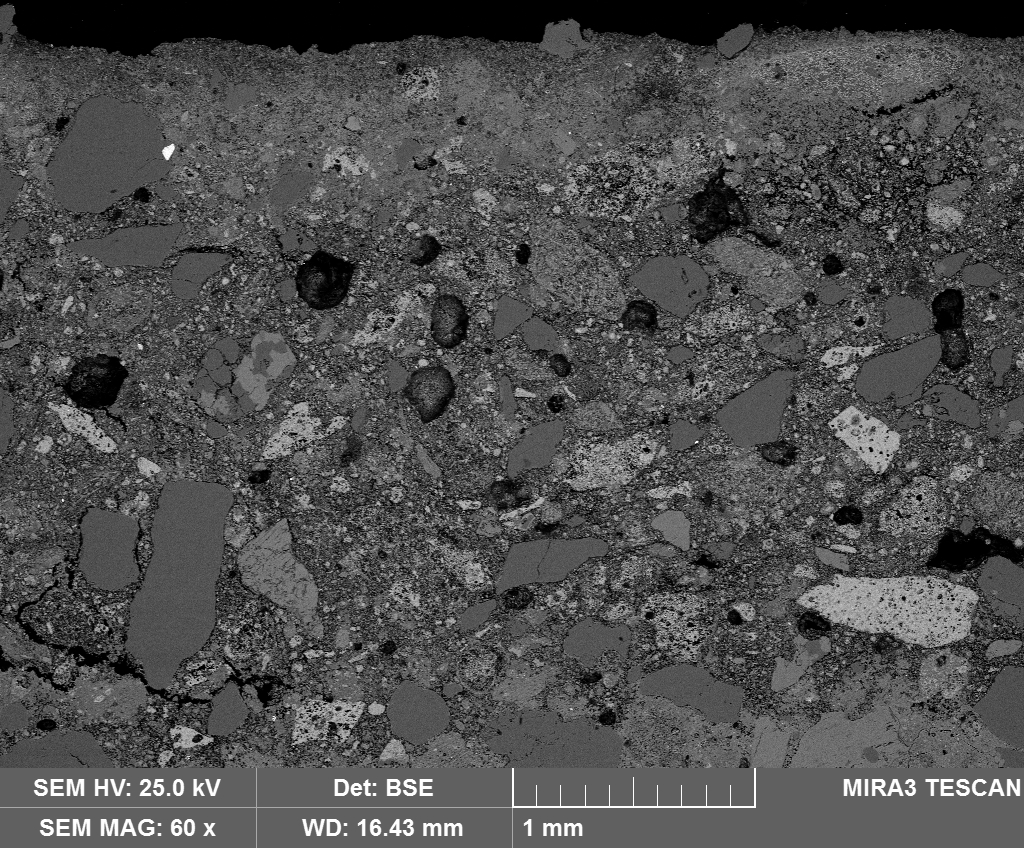 SEM HV: 25.0 kV
Det: BSE
MIRA3 TESCAN
SEM MAG: 60 x
WD: 16.43 mm
1 mm